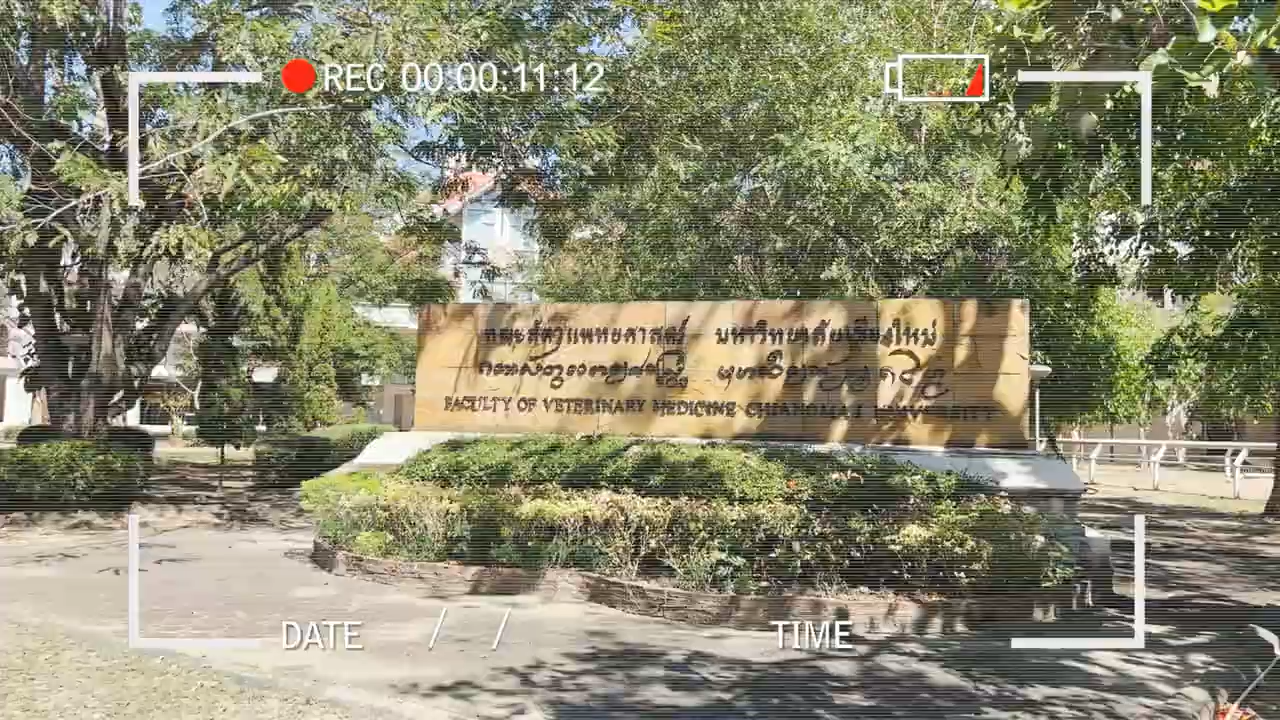 REC 00:00:11:12
คณะสัตวแพทยศาสตร์ มหาวิทยาลัยเชียงใหม่
FACULTY OF VETERINARY MEDICINE CHIANGMAI UNIVERSITY
DATE / / TIME